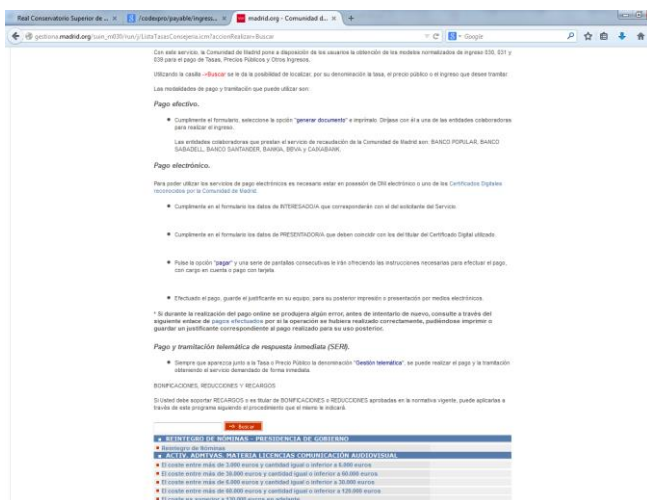 Real Conservatorio Superior de ...
/codexpro/payable/ingress...
madrid.org - Comunidad d...
gestiona.madrid.org/suin_m030/run/j/ListaTasasConsejeria.icm?accionRealizar=Buscar
Google
Con este servicio, la Comunidad de Madrid pone a disposición de los usuarios la obtención de los modelos normalizados de ingreso 030, 031 y
039 para el pago de Tasas, Precios Públicos y Otros Ingresos.
Utilizando la casilla ->Buscar se le da la posibilidad de localizar, por su denominación la tasa, el precio público o el ingreso que desee tramitar
Las modalidades de pago y tramitación que puede utilizar son:
Pago efectivo.
Cumplimente el formulario, seleccione la opción "generar documento" e imprímalo. Diríjase con él a una de las entidades colaboradoras
para realizar el ingreso.
Las entidades colaboradoras que prestan el servicio de recaudación de la Comunidad de Madrid son: BANCO POPULAR, BANCO
SABADELL, BANCO SANTANDER, BANKIA, BBVA y CAIXABANK.
Pago electrónico.
Para poder utilizar los servicios de pago electrónicos es necesario estar en posesión de DNI electrónico o uno de los Certificados Digitales
reconocidos por la Comunidad de Madrid.
Cumplimente en el formulario los datos de INTERESADO/A que corresponderán con el del solicitante del Servicio.
Cumplimente en el formulario los datos de PRESENTADOR/A que deben coincidir con los del titular del Certificado Digital utilizado.
Pulse la opción "pagar" y una serie de pantallas consecutivas le irán ofreciendo las instrucciones necesarias para efectuar el pago,
con cargo en cuenta o pago con tarjeta.
Efectuado el pago, guarde el justificante en su equipo, para su posterior impresión o presentación por medios electrónicos.
* Si durante la realización del pago online se produjera algún error, antes de intentarlo de nuevo, consulte a través del
siguiente enlace de pagos efectuados por si la operación se hubiera realizado correctamente, pudiéndose imprimir o
guardar un justificante correspondiente al pago realizado para su uso posterior.
Pago y tramitación telemática de respuesta inmediata (SERI).
Siempre que aparezca junto a la Tasa o Precio Público la denominación "Gestión telemática", se puede realizar el pago y la tramitación
obteniendo el servicio demandado de forma inmediata.
BONIFICACIONES, REDUCCIONES Y RECARGOS
Si Usted debe soportar RECARGOS o es titular de BONIFICACIONES o REDUCCIONES aprobadas en la normativa vigente, puede aplicarlas a
través de este programa siguiendo el procedimiento que el mismo le indicará.
Buscar
REINTEGRO DE NÓMINAS - PRESIDENCIA DE GOBIERNO
Reintegro de Nóminas
ACTIV. ADMTVAS. MATERIA LICENCIAS COMUNICACIÓN AUDIOVISUAL
El coste entre más de 3.000 euros y cantidad igual o inferior a 6.000 euros
El coste entre más de 30.000 euros y cantidad igual o inferior a 60.000 euros
El coste entre más de 6.000 euros y cantidad igual o inferior a 30.000 euros
El coste entre más de 60.000 euros y cantidad igual o inferior a 120.000 euros